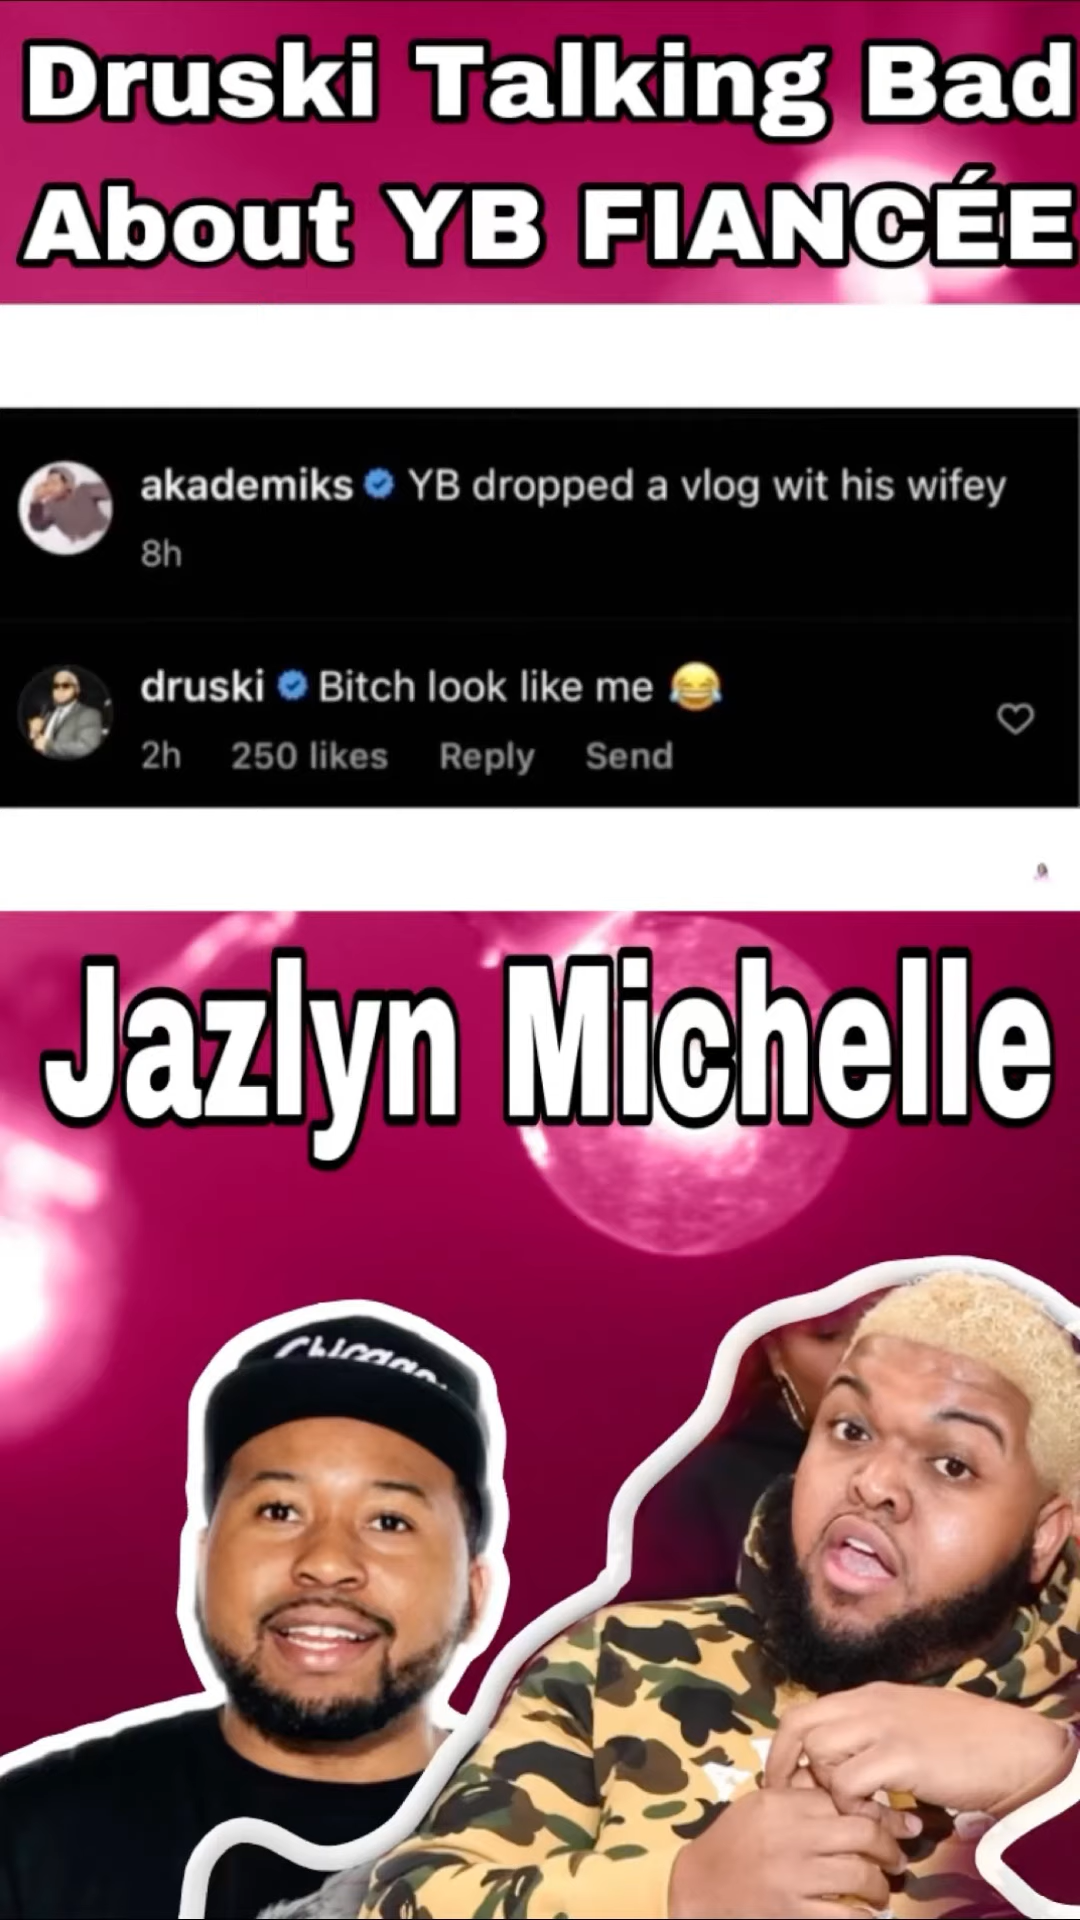 Druski Talking Bad
About YB FIANCÉE
akademiks YB dropped a vlog wit his wifey
8h
druski Bitch look like me 😂
2h 250 likes Reply Send
Jazlyn Michelle
Chicago